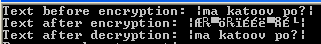 Text before encryption: ¦ma katoov po?¦
Text after encryption:
Text after decryption: ¦ma katoov po?¦